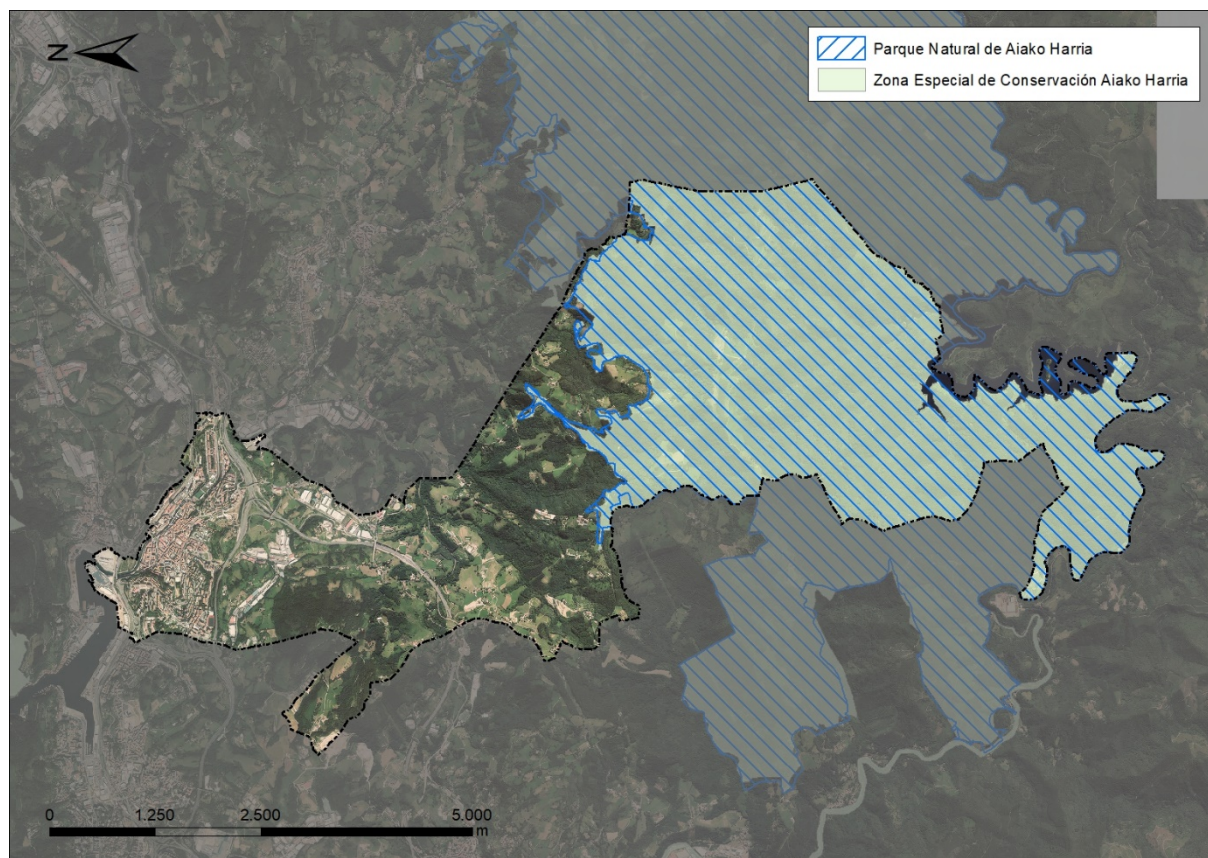 N
Parque Natural de Aiako Harria
Zona Especial de Conservación Aiako Harria
0 1.250 2.500 5.000
m